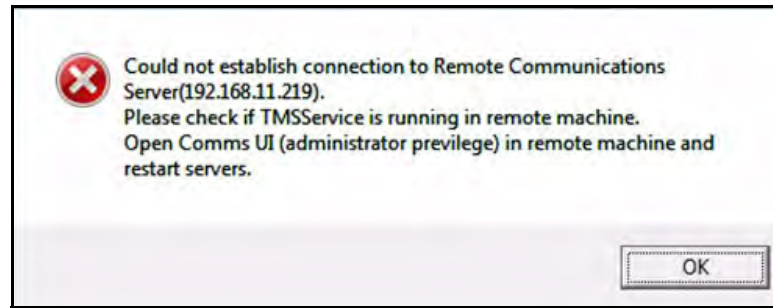 Could not establish connection to Remote Communications
Server(192.168.11.219).
Please check if TMSService is running in remote machine.
Open Comms UI (administrator previlege) in remote machine and
restart servers.
OK